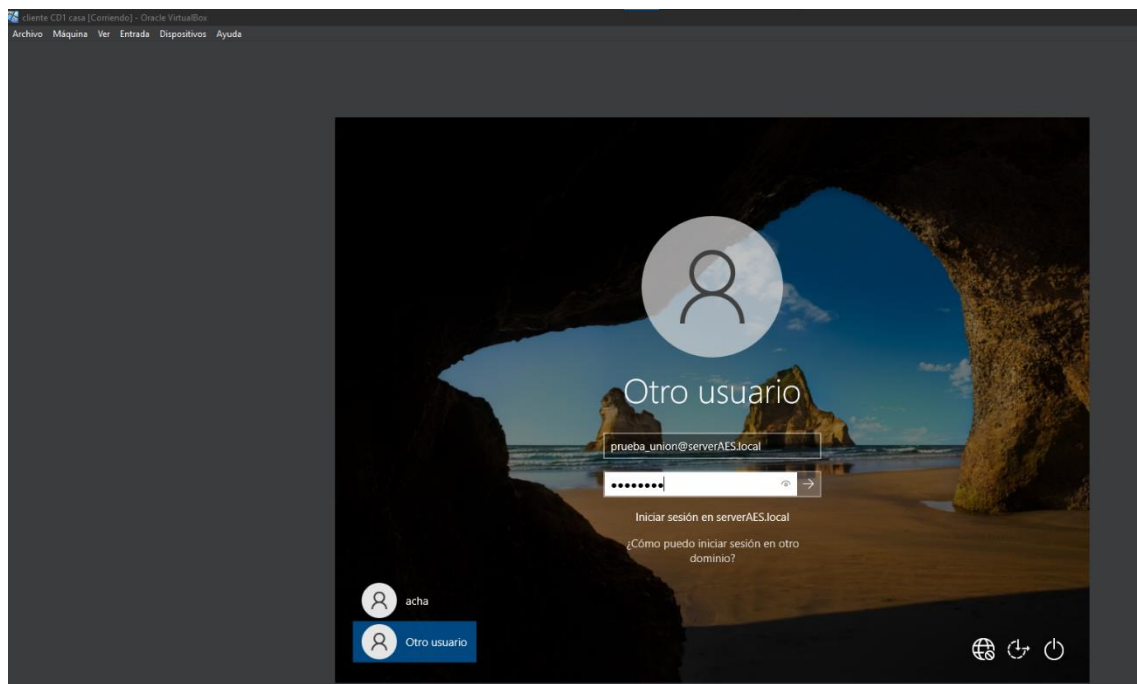 cliente CD1 casa [Corriendo] - Oracle VirtualBox
Archivo Máquina Ver Entrada Dispositivos Ayuda
Otro usuario
prueba_union@serverAES.local
Iniciar sesión en serverAES.local
¿Cómo puedo iniciar sesión en otro
dominio?
acha
Otro usuario